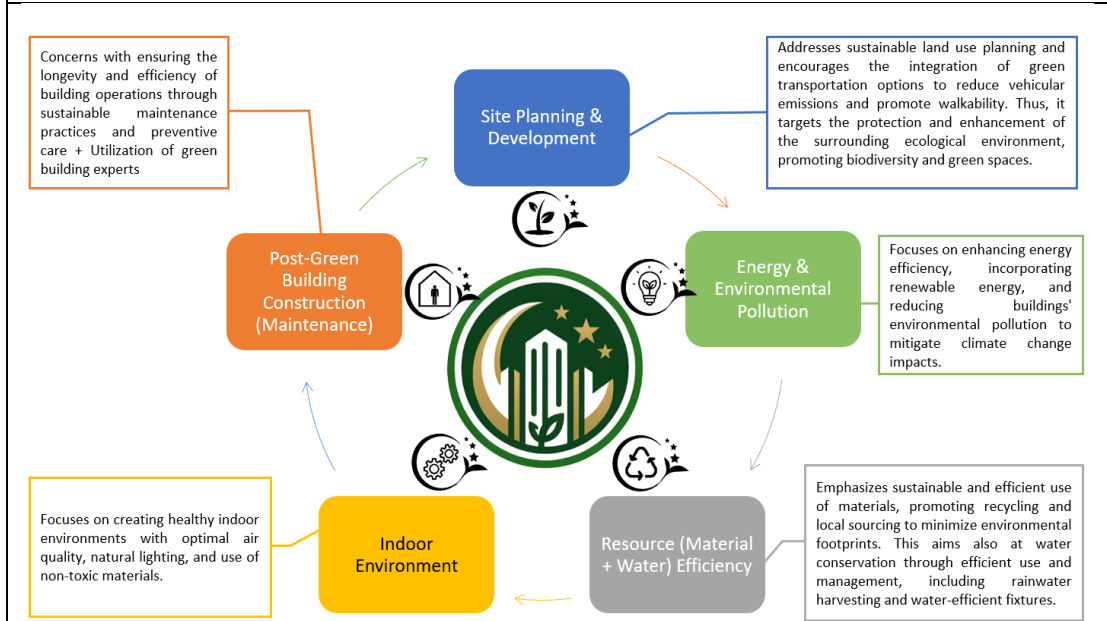 Concerns with ensuring the
longevity and efficiency of
building operations through
sustainable maintenance
practices and preventive
care + Utilization of green
building experts
Site Planning &
Development
Addresses sustainable land use planning and
encourages the integration of green
transportation options to reduce vehicular
emissions and promote walkability. Thus, it
targets the protection and enhancement of
the surrounding ecological environment,
promoting biodiversity and green spaces.
Post-Green
Building
Construction
(Maintenance)
Energy &
Environmental
Pollution
Focuses on enhancing energy
efficiency, incorporating
renewable energy, and
reducing buildings'
environmental pollution to
mitigate climate change
impacts.
Focuses on creating healthy indoor
environments with optimal air
quality, natural lighting, and use of
non-toxic materials.
Indoor
Environment
Resource (Material
+ Water) Efficiency
Emphasizes sustainable and efficient use
of materials, promoting recycling and
local sourcing to minimize environmental
footprints. This aims also at water
conservation through efficient use and
management, including rainwater
harvesting and water-efficient fixtures.